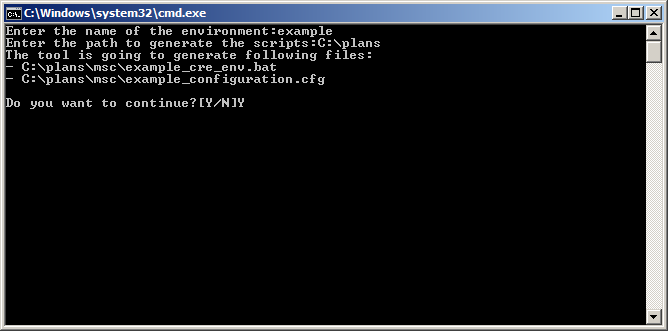 C:\Windows\system32\cmd.exe
Enter the name of the environment:example
Enter the path to generate the scripts:C:\plans
The tool is going to generate following files:
- C:\plans\msc\example_cre_env.bat
- C:\plans\msc\example_configuration.cfg
Do you want to continue?[Y/N]Y